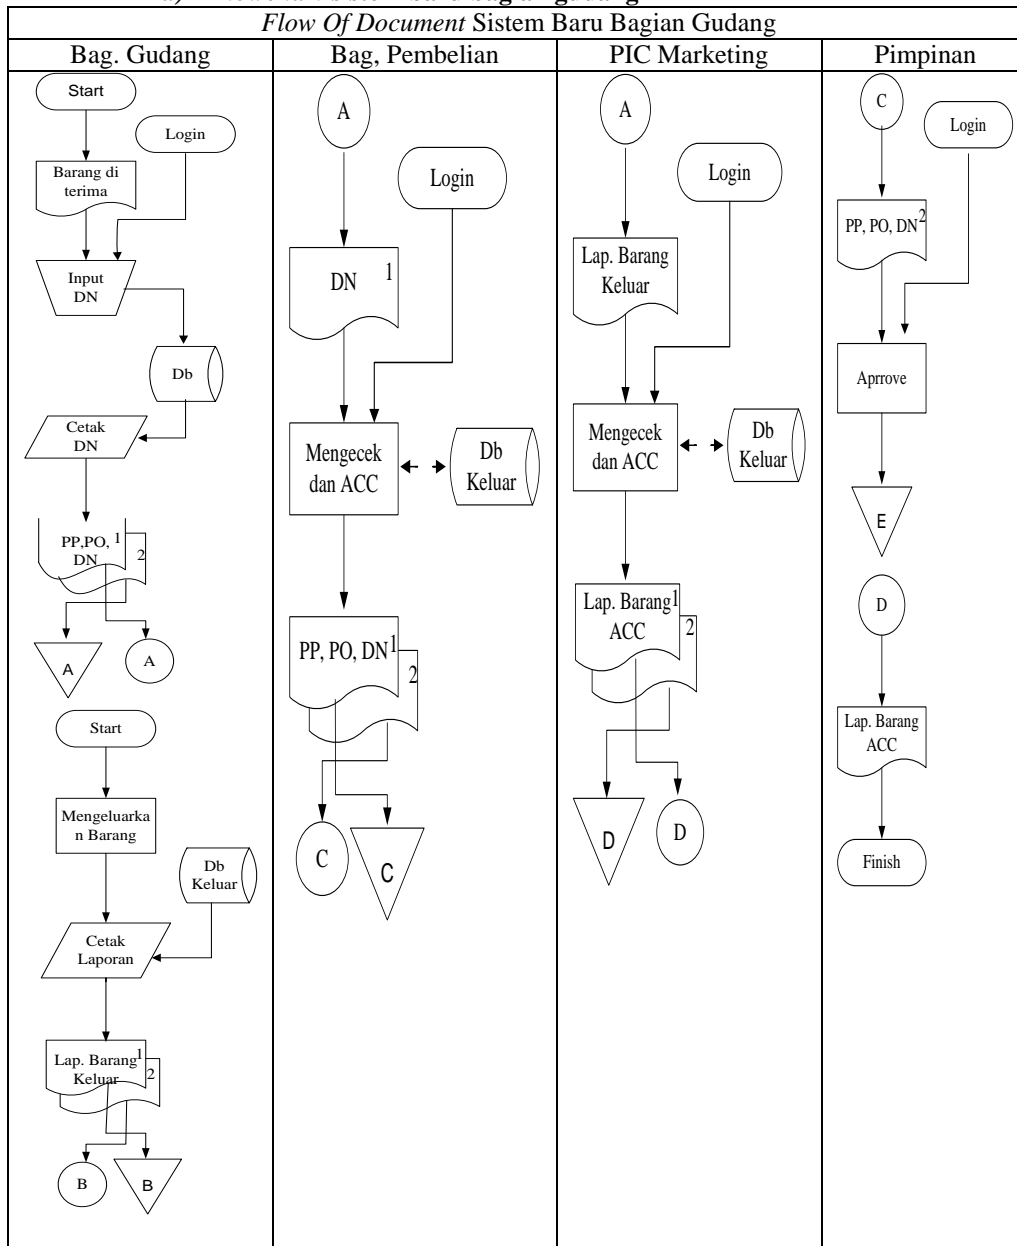 Flow Of Document Sistem Baru Bagian Gudang
Bag. Gudang
Bag, Pembelian
PIC Marketing
Pimpinan
Start
Login
Barang di
terima
Input
DN
Db
Cetak
DN
PP,PO, 1
DN
2
A
A
Start
Mengeluarka
n Barang
Db
Keluar
Cetak
Laporan
Lap. Barang 1
Keluar
2
B
B
A
Login
DN 1
Mengecek
dan ACC
Db
Keluar
PP, PO, DN 1
2
C
C
A
Login
Lap. Barang
Keluar
Mengecek
dan ACC
Db
Keluar
Lap. Barang 1
ACC
2
D
D
C
Login
PP, PO, DN 2
Aprrove
E
D
Lap. Barang
ACC
Finish